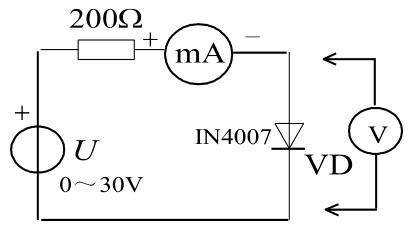 200Ω
+ mA −
+
U
0～30V
IN4007
VD
V